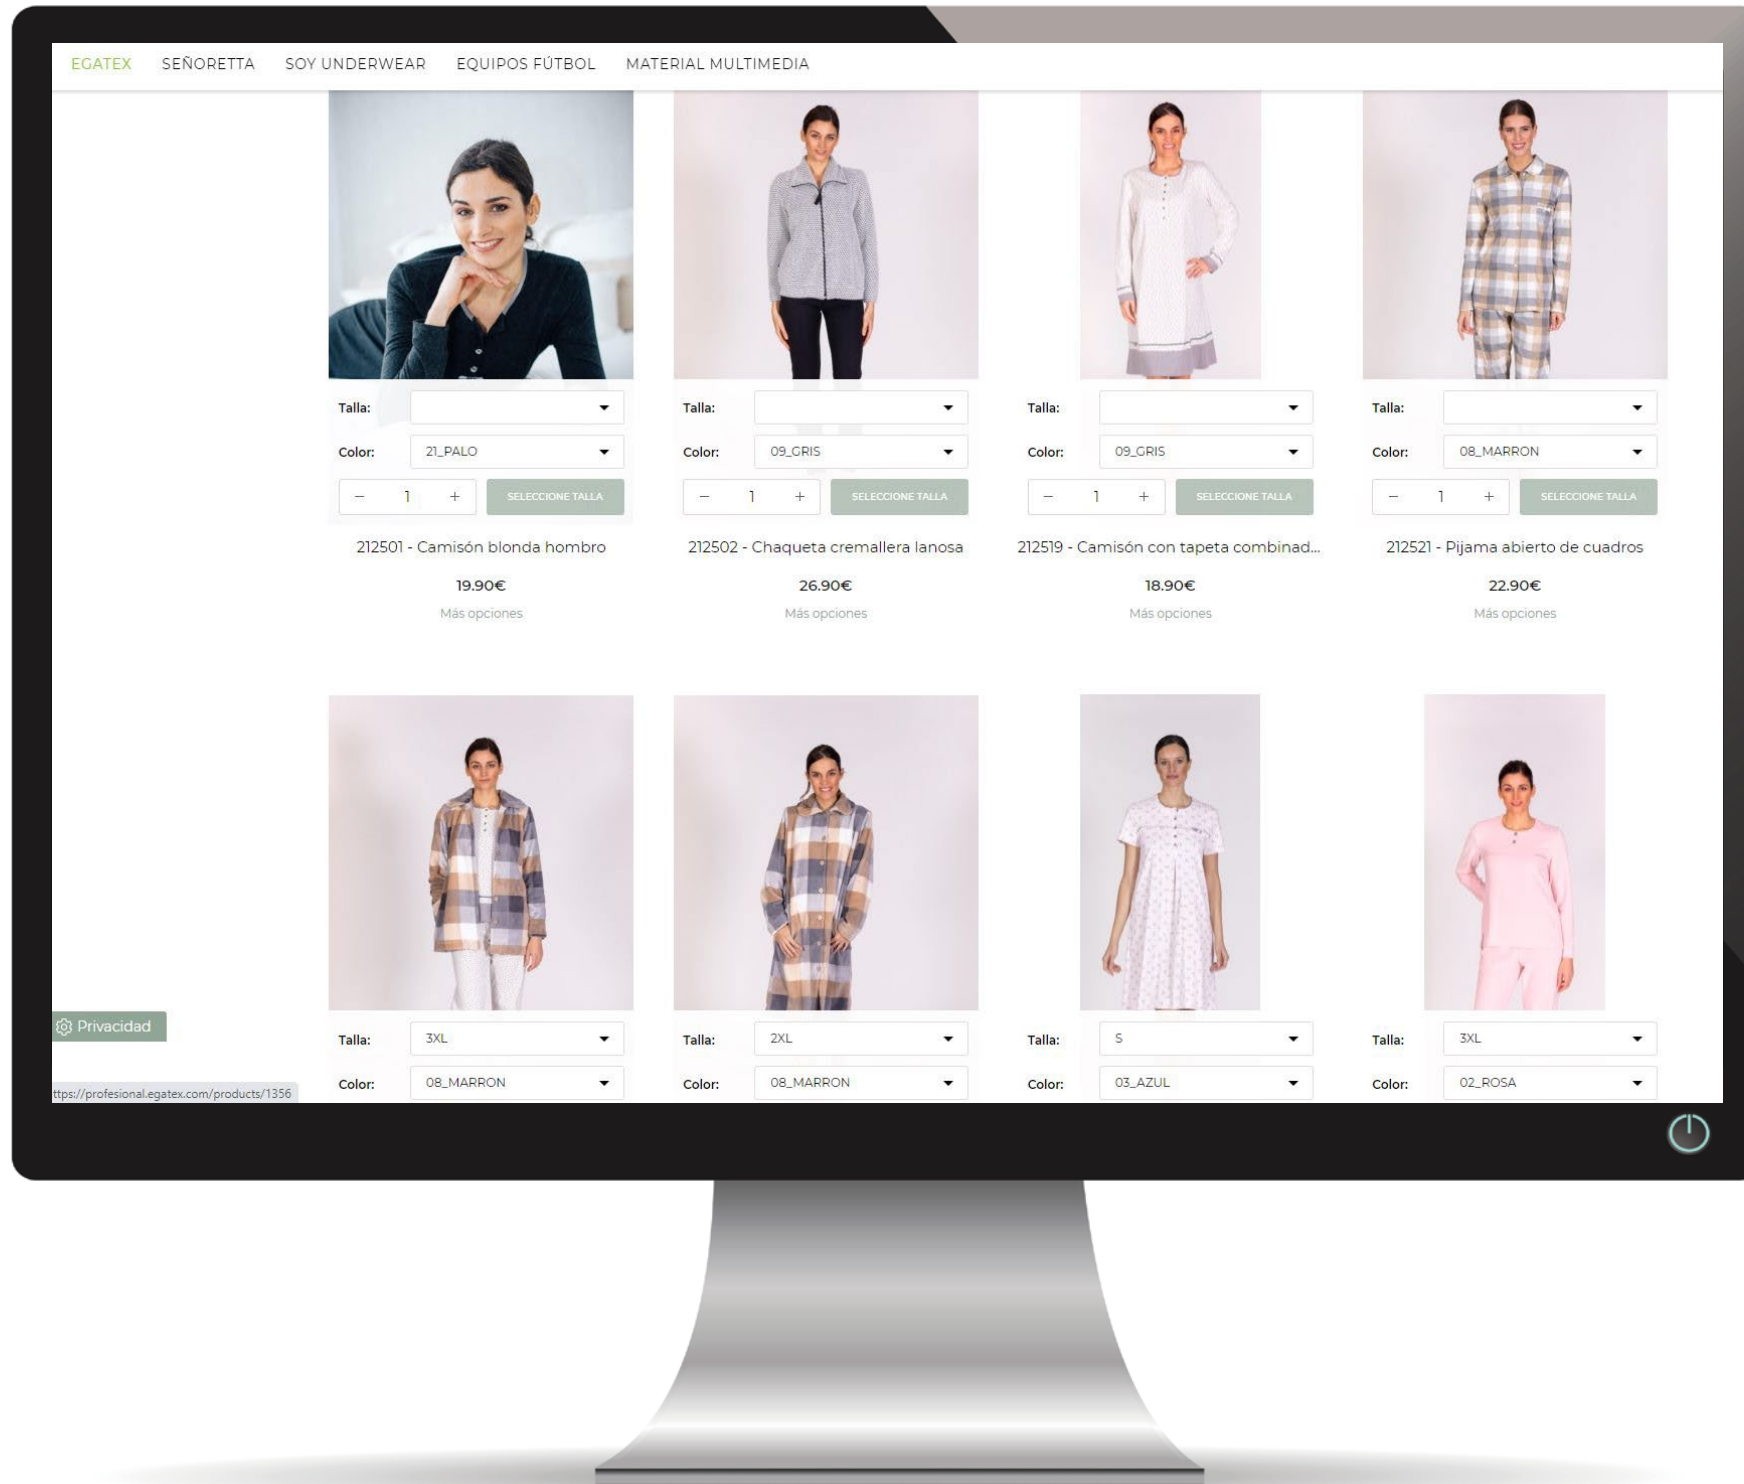 EGATEX SEÑORETTA SOY UNDERWEAR EQUIPOS FÚTBOL MATERIAL MULTIMEDIA
Talla: Talla: Talla: Talla:
Color: 21_PALO Color: 09_GRIS Color: 09_GRIS Color: 08_MARRON
− 1 + SELECCIONE TALLA − 1 + SELECCIONE TALLA − 1 + SELECCIONE TALLA − 1 + SELECCIONE TALLA
212501 - Camisón blonda hombro 212502 - Chaqueta cremallera lanosa 212519 - Camisón con tapeta combinad... 212521 - Pijama abierto de cuadros
19.90€ 26.90€ 18.90€ 22.90€
Más opciones Más opciones Más opciones Más opciones
Privacidad
Talla: 3XL Talla: 2XL Talla: S Talla: 3XL
Color: 08_MARRON Color: 08_MARRON Color: 03_AZUL Color: 02_ROSA
ttps://profesional.egatex.com/products/1356